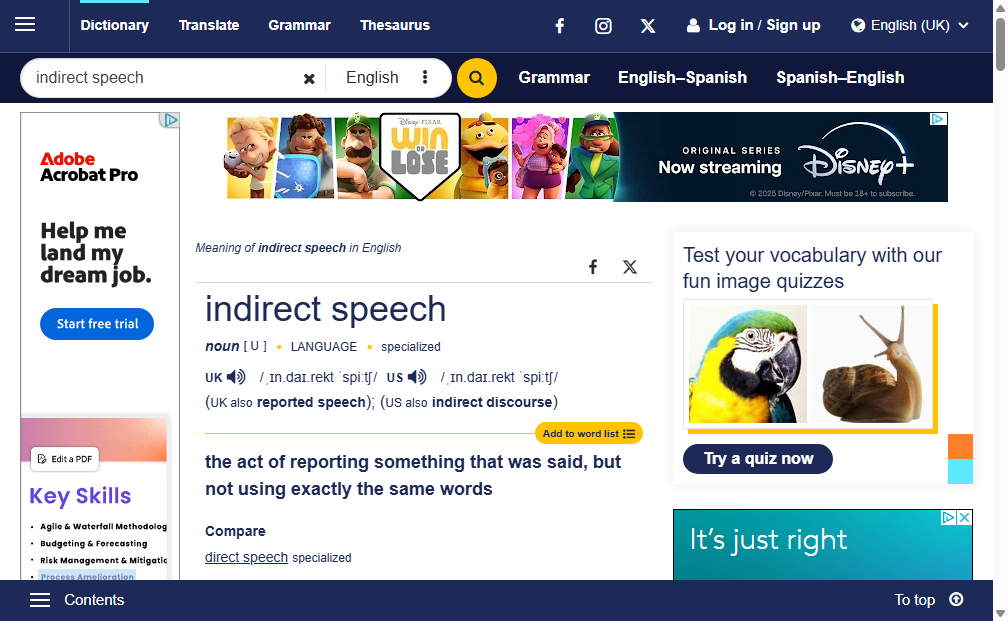 Dictionary Translate Grammar Thesaurus Log in / Sign up English (UK)
indirect speech English Grammar English–Spanish Spanish–English
Adobe
Acrobat Pro
Help me
land my
dream job.
Start free trial
Edit a PDF
Key Skills
• Agile & Waterfall Methodolog
• Budgeting & Forecasting
• Risk Management & Mitigatio
• Process Amelioration
Disney PIXAR
WIN
OR
LOSE
ORIGINAL SERIES
Now streaming
Disney+
© 2025 Disney/Pixar. Must be 18+ to subscribe.
Meaning of indirect speech in English
indirect speech
noun [ U ] • LANGUAGE • specialized
UK /ˌɪn.daɪ.rekt ˈspiːtʃ/ US /ˌɪn.daɪ.rekt ˈspiːtʃ/
(UK also reported speech); (US also indirect discourse)
Add to word list
the act of reporting something that was said, but
not using exactly the same words
Compare
direct speech specialized
Test your vocabulary with our
fun image quizzes
Try a quiz now
It's just right
Contents To top